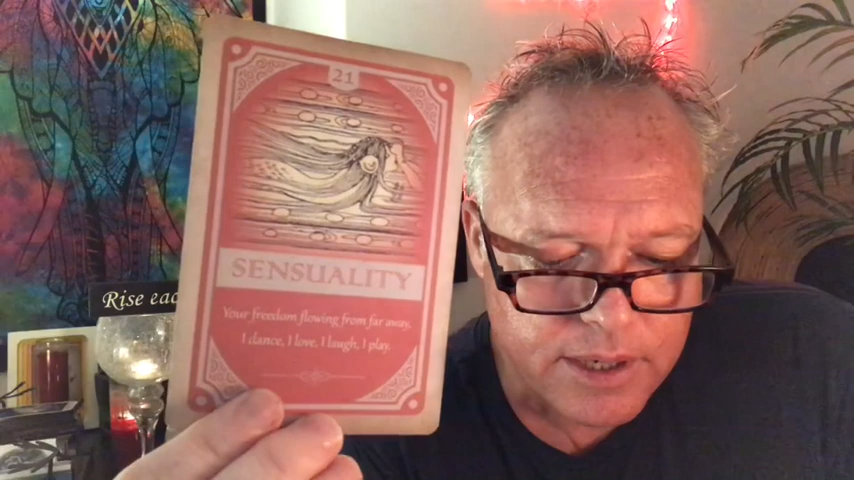 21
SENSUALITY
Your freedom flowing from far away,
I dance, I love, I laugh, I play.
Rise eac